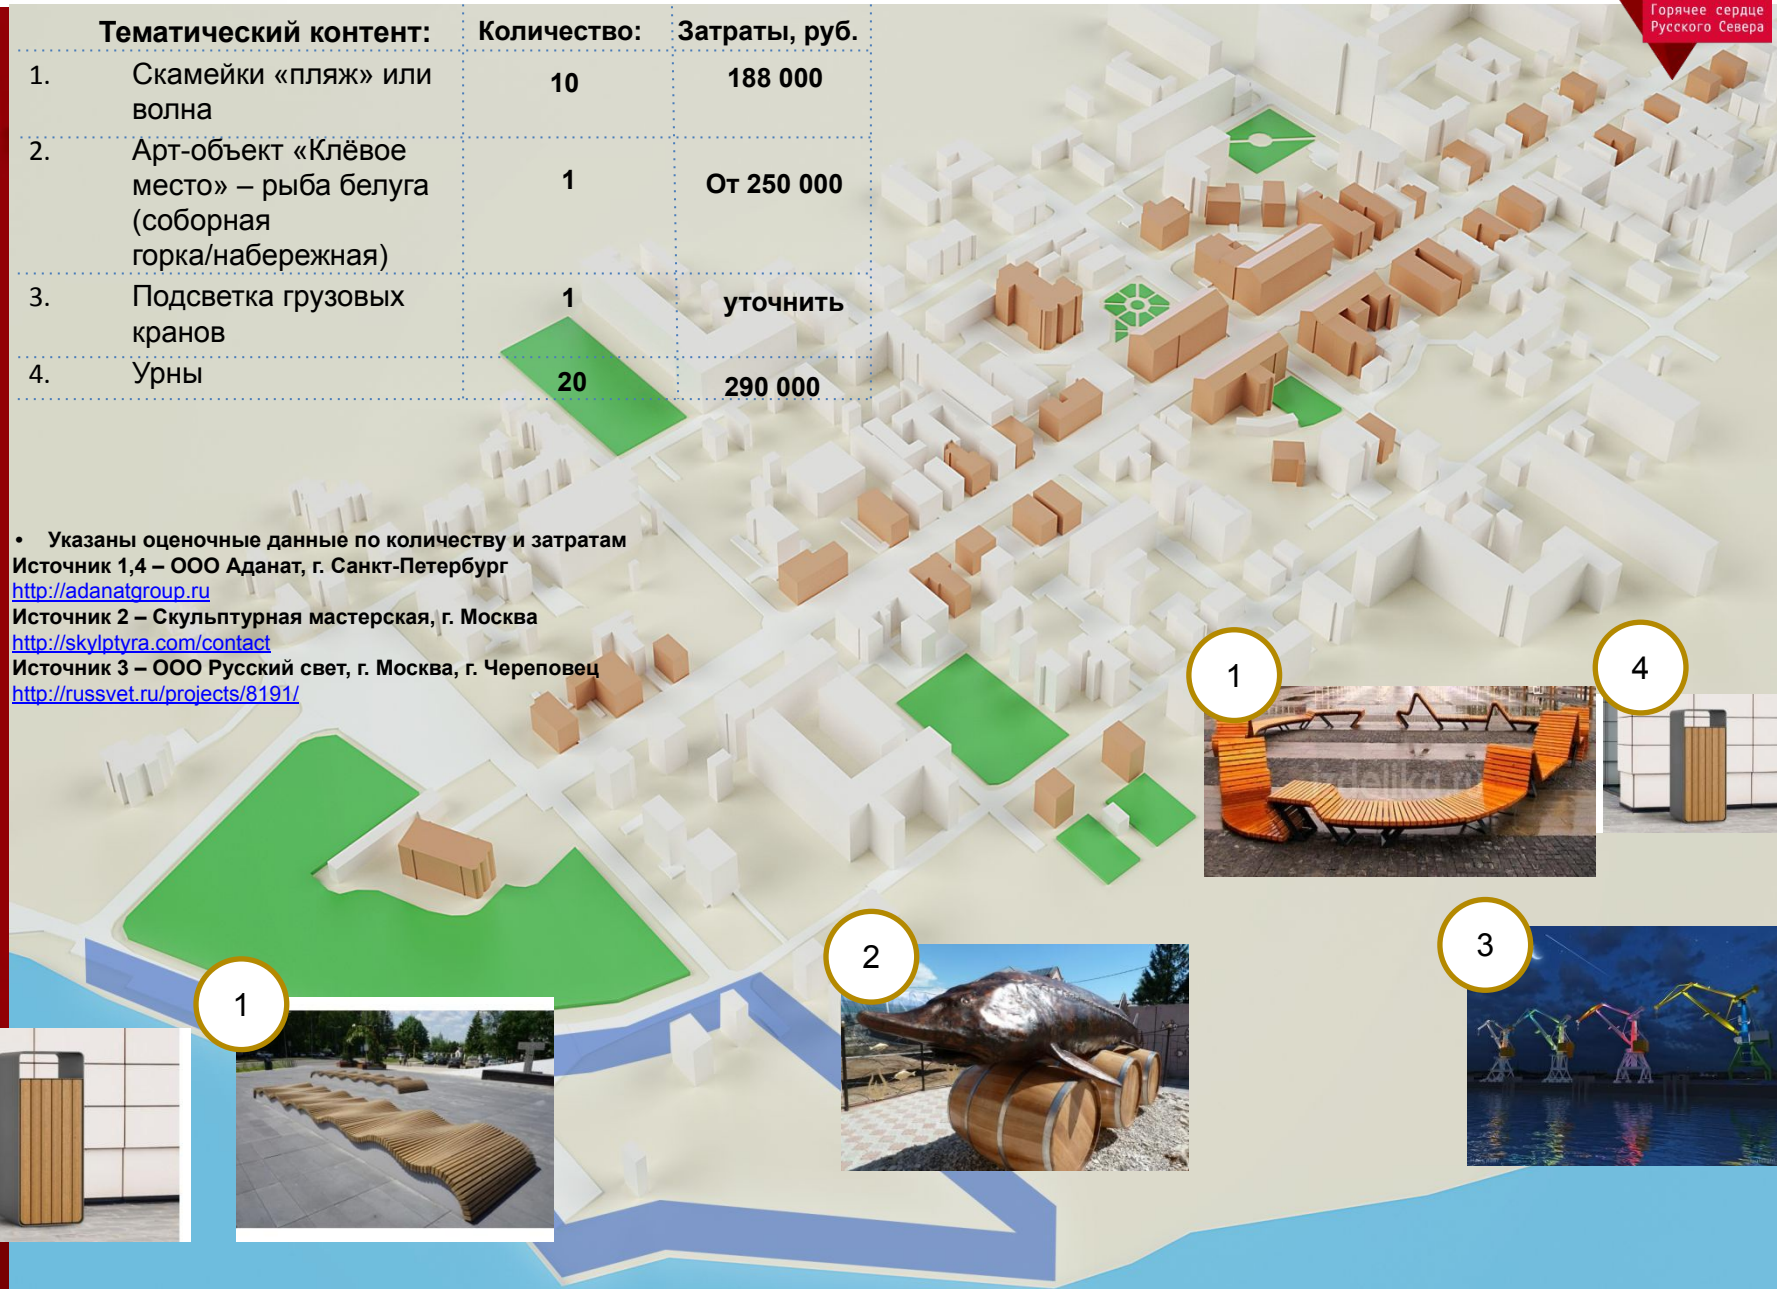 Горячее сердце
Русского Севера
Тематический контент: Количество: Затраты, руб.
1. Скамейки «пляж» или 10 188 000
волна
2. Арт-объект «Клёвое
место» – рыба белуга 1 От 250 000
(соборная
горка/набережная)
3. Подсветка грузовых 1 уточнить
кранов
4. Урны 20 290 000
• Указаны оценочные данные по количеству и затратам
Источник 1,4 – ООО Аданат, г. Санкт-Петербург
http://adanatgroup.ru
Источник 2 – Скульптурная мастерская, г. Москва
http://skylptyra.com/contact
Источник 3 – ООО Русский свет, г. Москва, г. Череповец
http://russvet.ru/projects/8191/
1
4
2
3
1